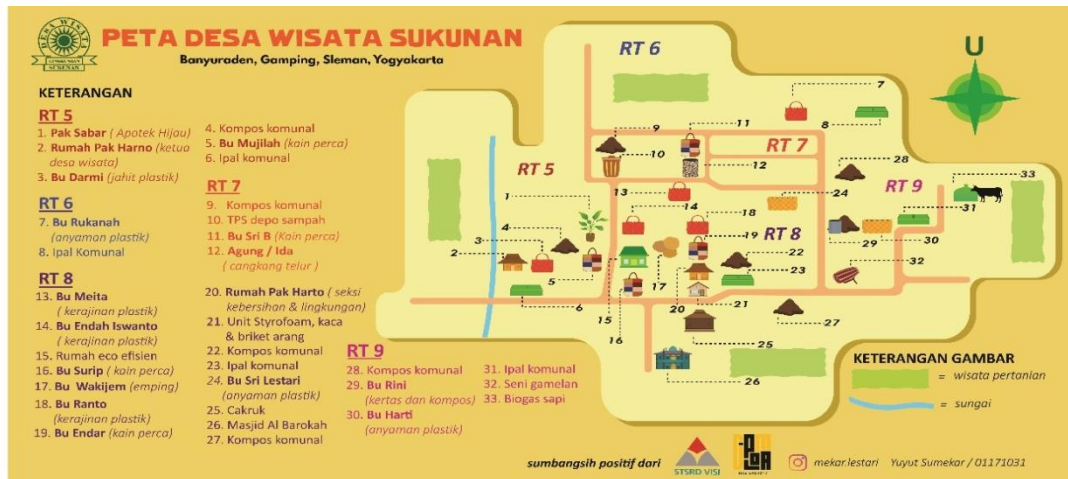 DESA WISATA
LINGKUNGAN
SUKUNAN
PETA DESA WISATA SUKUNAN
Banyuraden, Gamping, Sleman, Yogyakarta
KETERANGAN
RT 5
1. Pak Sabar ( Apotek Hijau)
2. Rumah Pak Harno (ketua
desa wisata)
3. Bu Darmi (jahit plastik)
4. Kompos komunal
5. Bu Mujilah (kain perca)
6. Ipal komunal
RT 6
7. Bu Rukanah
(anyaman plastik)
8. Ipal Komunal
RT 7
9. Kompos komunal
10. TPS depo sampah
11. Bu Sri B (Kain perca)
12. Agung / Ida
( cangkang telur )
RT 8
13. Bu Meita
( kerajinan plastik)
14. Bu Endah Iswanto
( kerajinan plastik)
15. Rumah eco efisien
16. Bu Surip ( kain perca)
17. Bu Wakijem (emping)
18. Bu Ranto
(kerajinan plastik)
19. Bu Endar (kain perca)
20. Rumah Pak Harto ( seksi
kebersihan & lingkungan)
21. Unit Styrofoam, kaca
& briket arang
22. Kompos komunal
23. Ipal komunal
24. Bu Sri Lestari
(anyaman plastik)
25. Cakruk
26. Masjid Al Barokah
27. Kompos komunal
RT 9
28. Kompos komunal
29. Bu Rini
(kertas dan kompos)
30. Bu Harti
(anyaman plastik)
31. Ipal komunal
32. Seni gamelan
33. Biogas sapi
RT 6
U
7
8
9
10
11
12
RT 7
RT 5
28
RT 9
33
1
13
14
24
31
18
19
RT 8
4
3
2
5
6
15
16
17
20
22
23
21
29
30
32
27
25
26
KETERANGAN GAMBAR
= wisata pertanian
= sungai
sumbangsih positif dari
STSRD VISI
mekar.lestari Yuyut Sumekar / 01171031